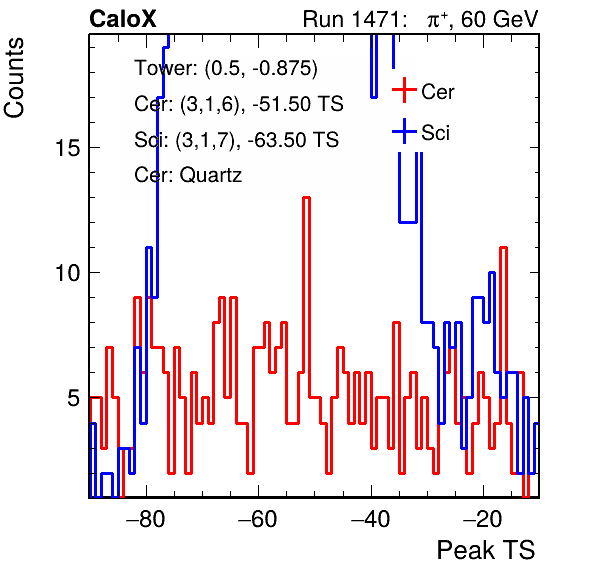 CaloX Run 1471: π⁺, 60 GeV
Counts
Tower: (0.5, -0.875)
Cer: (3,1,6), -51.50 TS
Sci: (3,1,7), -63.50 TS
Cer: Quartz
Cer
Sci
15
10
5
−80 −60 −40 −20
Peak TS